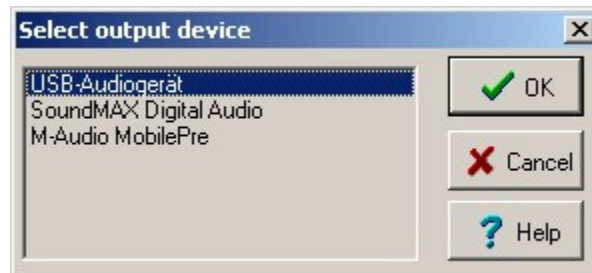 Select output device
USB-Audiogerät
SoundMAX Digital Audio
M-Audio MobilePre
OK
Cancel
Help